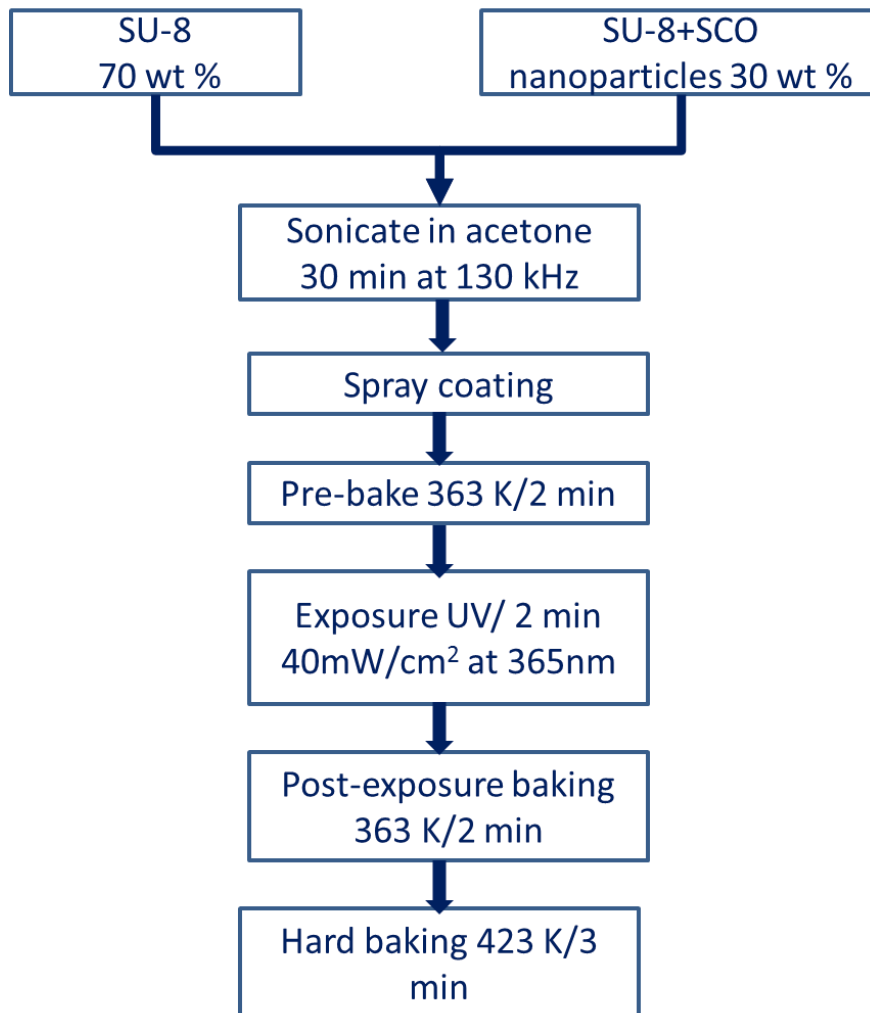 SU-8
70 wt %
SU-8+SCO
nanoparticles 30 wt %
Sonicate in acetone
30 min at 130 kHz
Spray coating
Pre-bake 363 K/2 min
Exposure UV/ 2 min
40mW/cm² at 365nm
Post-exposure baking
363 K/2 min
Hard baking 423 K/3
min